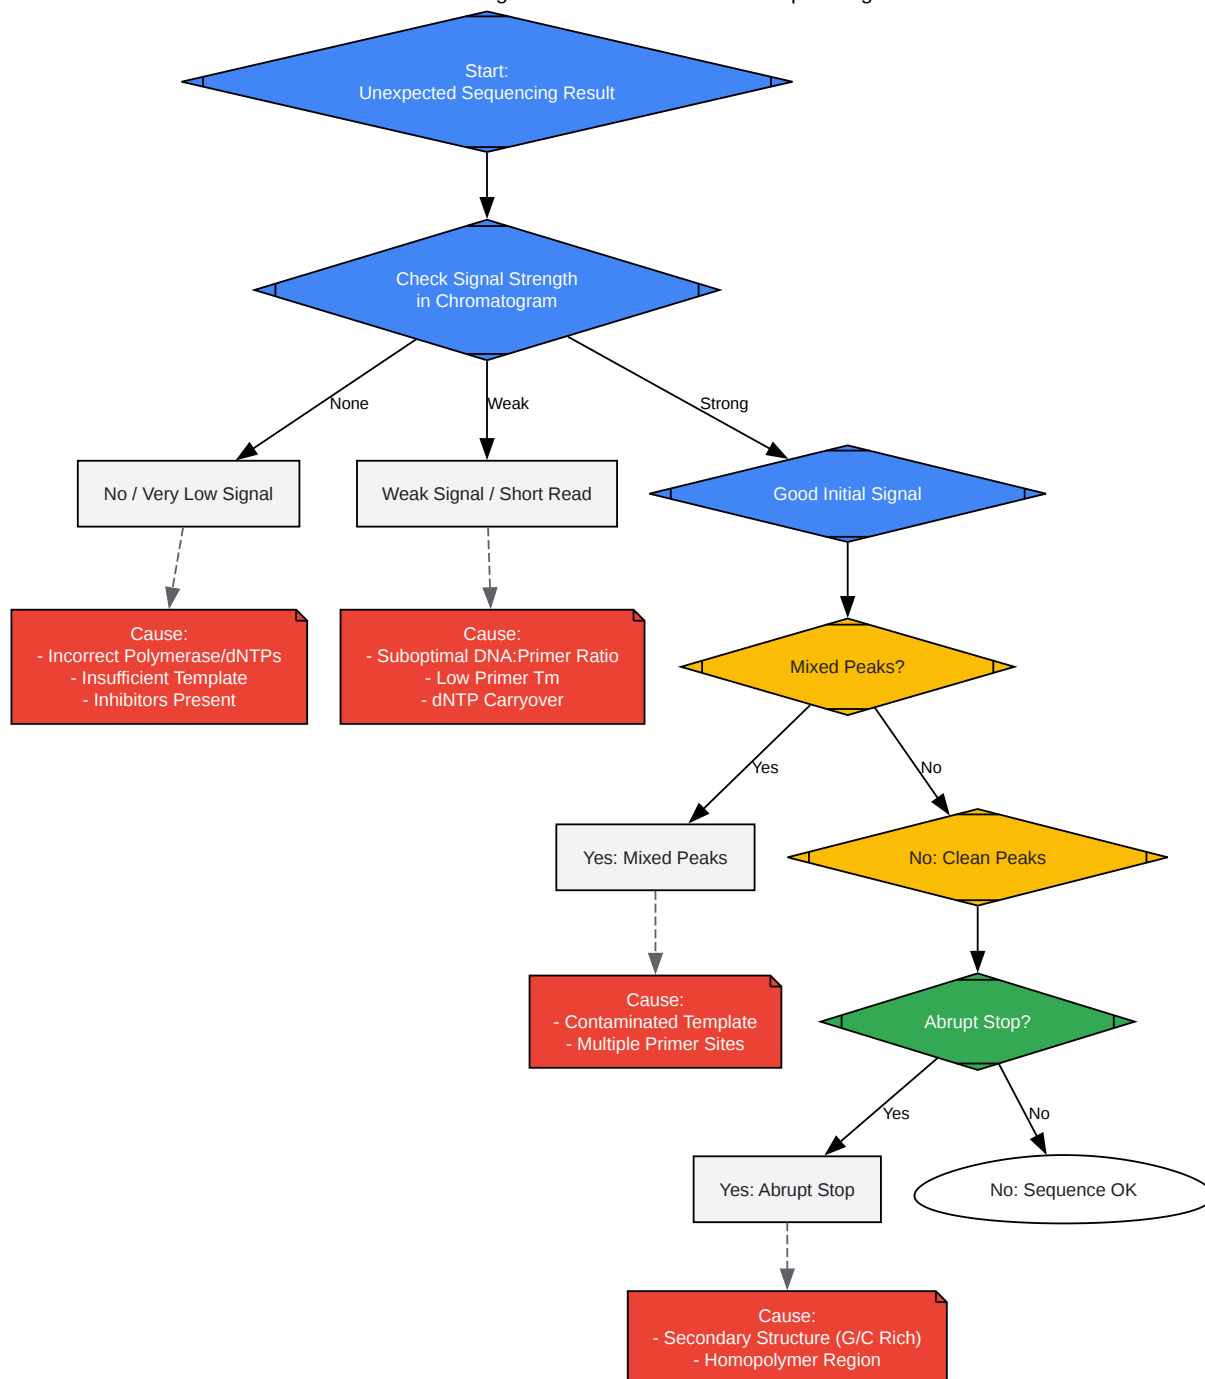 Start:
Unexpected Sequencing Result
Check Signal Strength
in Chromatogram
None
Weak
Strong
No / Very Low Signal
Weak Signal / Short Read
Good Initial Signal
Cause:
- Incorrect Polymerase/dNTPs
- Insufficient Template
- Inhibitors Present
Cause:
- Suboptimal DNA:Primer Ratio
- Low Primer Tm
- dNTP Carryover
Mixed Peaks?
Yes
No
Yes: Mixed Peaks
No: Clean Peaks
Cause:
- Contaminated Template
- Multiple Primer Sites
Abrupt Stop?
Yes
No
Yes: Abrupt Stop
No: Sequence OK
Cause:
- Secondary Structure (G/C Rich)
- Homopolymer Region